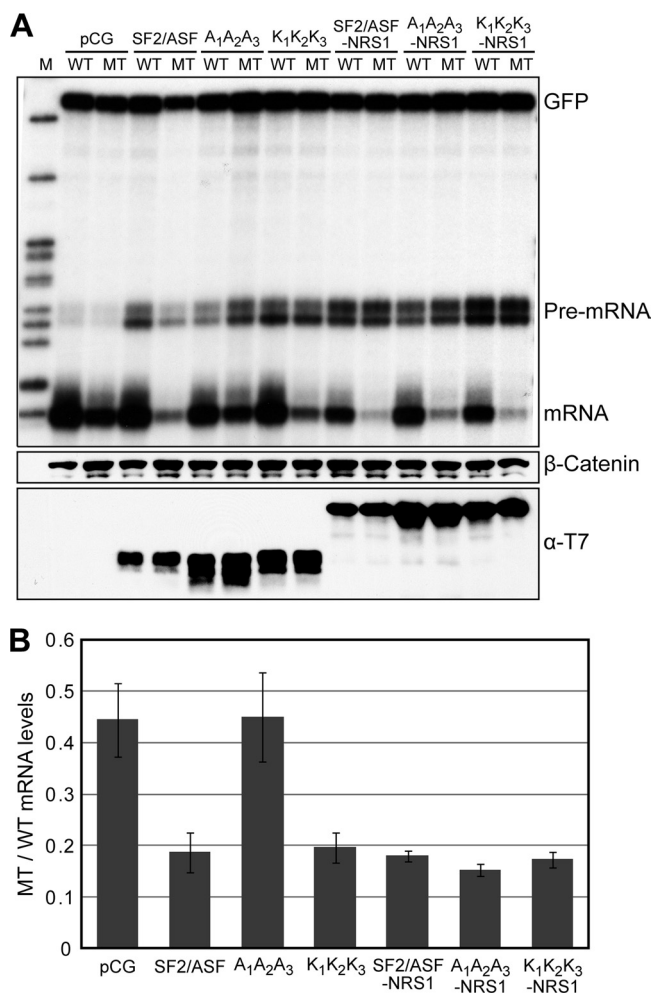 A
pCG SF2/ASF A₁A₂A₃ K₁K₂K₃ SF2/ASF -NRS1 A₁A₂A₃ -NRS1 K₁K₂K₃ -NRS1
M WT MT WT MT WT MT WT MT WT MT WT MT WT MT
GFP
Pre-mRNA
mRNA
β-Catenin
α-T7
B
MT / WT mRNA levels
0.6
0.5
0.4
0.3
0.2
0.1
0
pCG SF2/ASF A₁A₂A₃ K₁K₂K₃ SF2/ASF -NRS1 A₁A₂A₃ -NRS1 K₁K₂K₃ -NRS1